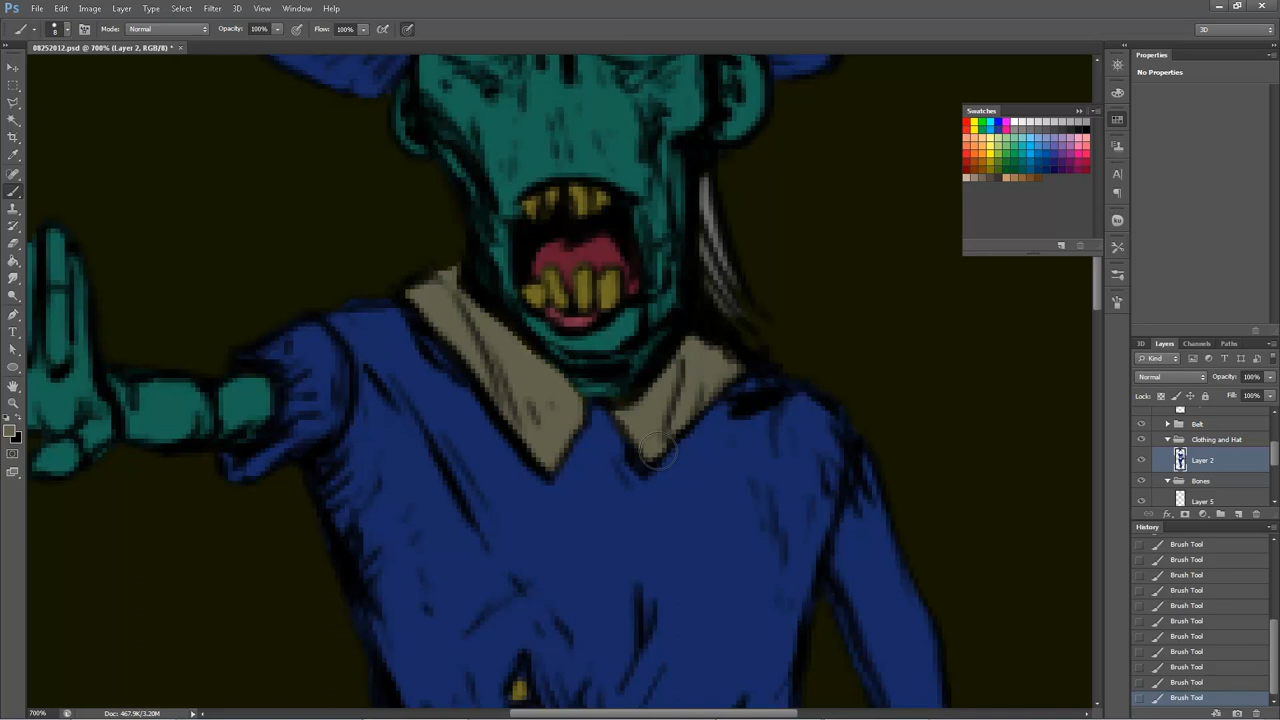 Ps File Edit Image Layer Type Select Filter 3D View Window Help
8 Mode: Normal Opacity: 100% Flow: 100% 3D
08252012.psd @ 700% (Layer 2, RGB/8) * ×
Properties
No Properties
Swatches
Layers Channels Paths
Kind
Normal Opacity: 100%
Lock: Fill: 100%
Belt
Clothing and Hat
Layer 2
Bones
Layer 5
History
Brush Tool
Brush Tool
Brush Tool
Brush Tool
Brush Tool
Brush Tool
Brush Tool
Brush Tool
Brush Tool
Brush Tool
Brush Tool
700% Doc: 467.9K/3.20M